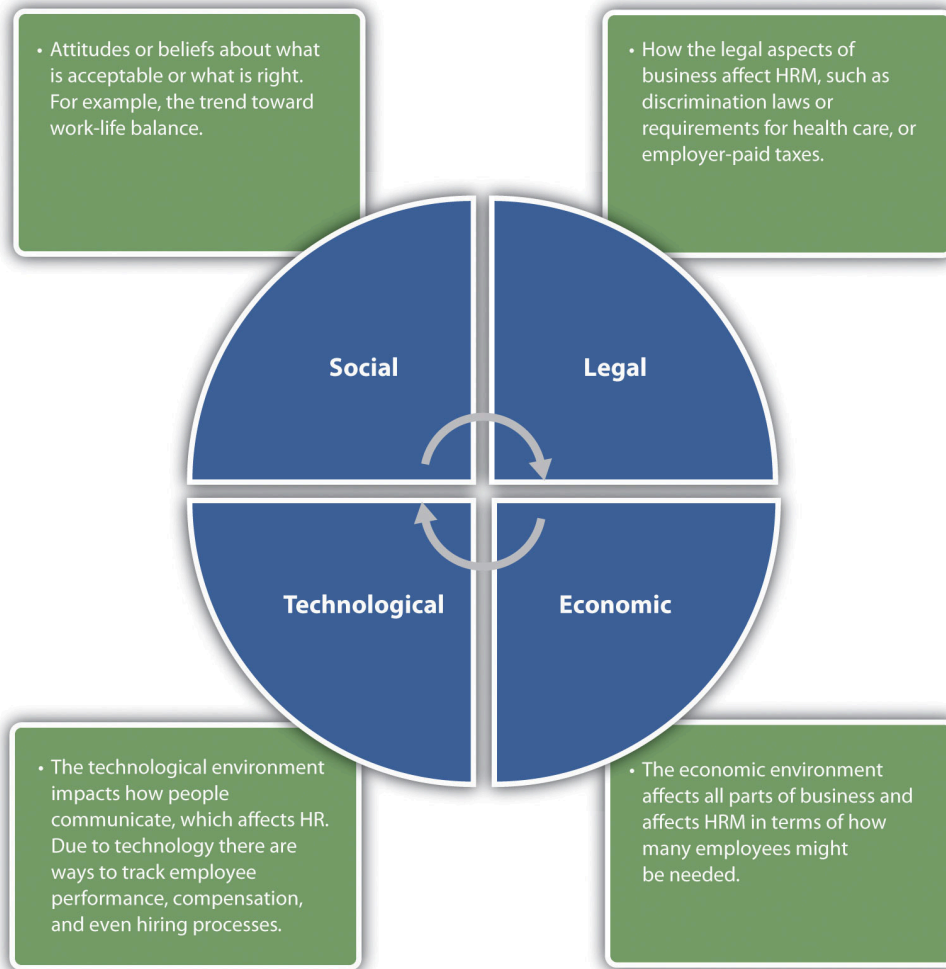 • Attitudes or beliefs about what
is acceptable or what is right.
For example, the trend toward
work-life balance.
• How the legal aspects of
business affect HRM, such as
discrimination laws or
requirements for health care, or
employer-paid taxes.
Social
Legal
Technological
Economic
• The technological environment
impacts how people
communicate, which affects HR.
Due to technology there are
ways to track employee
performance, compensation,
and even hiring processes.
• The economic environment
affects all parts of business and
affects HRM in terms of how
many employees might
be needed.